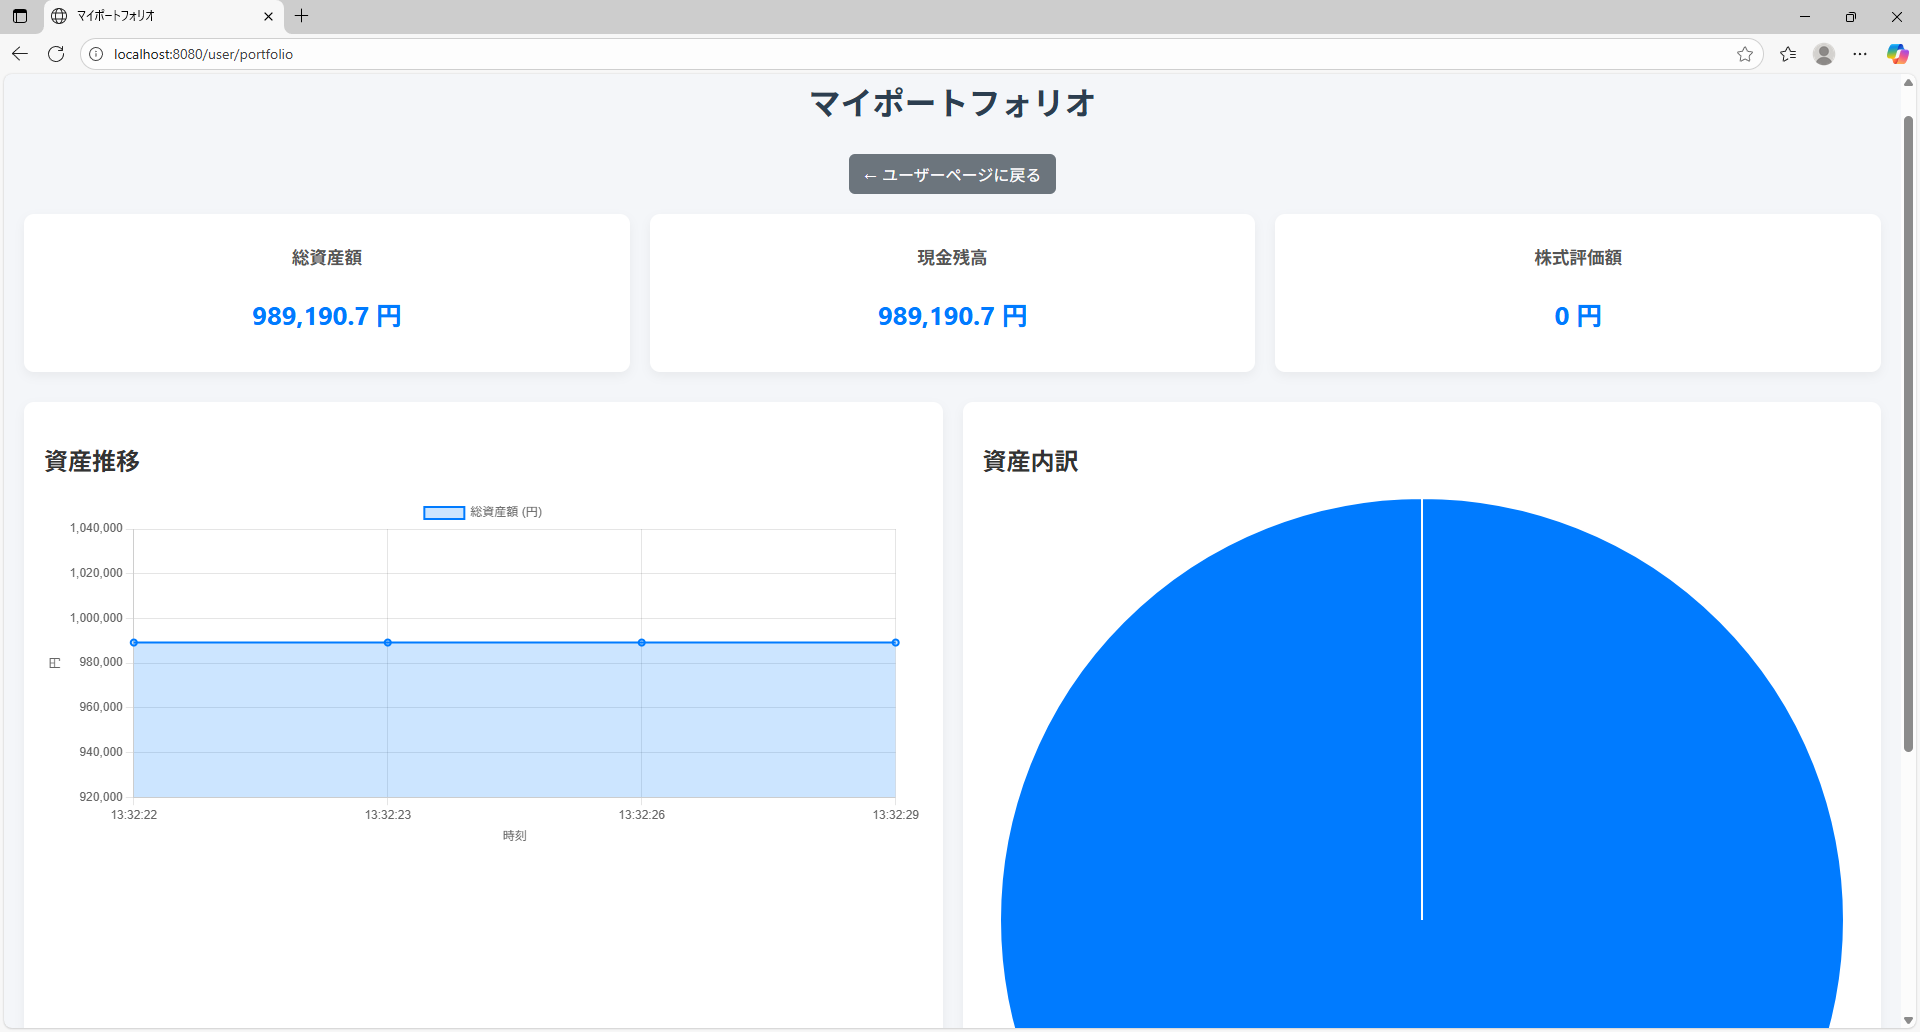 マイポートフォリオ
localhost:8080/user/portfolio
マイポートフォリオ
← ユーザーページに戻る
総資産額
989,190.7 円
現金残高
989,190.7 円
株式評価額
0 円
資産推移
総資産額 (円)
1,040,000
1,020,000
1,000,000
980,000
960,000
940,000
920,000
円
13:32:22
13:32:23
13:32:26
13:32:29
時刻
資産内訳